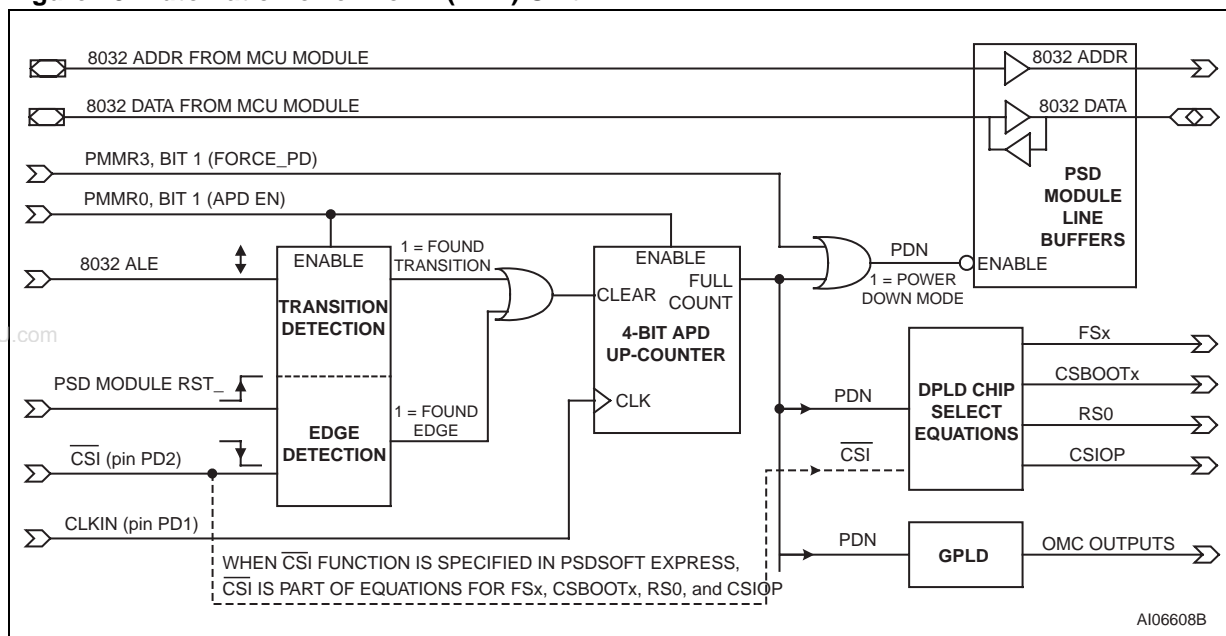 8032 ADDR FROM MCU MODULE
8032 ADDR
8032 DATA FROM MCU MODULE
8032 DATA
PSD
MODULE
LINE
BUFFERS
ENABLE
PMMR3, BIT 1 (FORCE_PD)
PMMR0, BIT 1 (APD EN)
8032 ALE
ENABLE
TRANSITION
DETECTION
1 = FOUND
TRANSITION
ENABLE
FULL
COUNT
CLEAR
4-BIT APD
UP-COUNTER
CLK
PDN
1 = POWER
DOWN MODE
U.com
PSD MODULE RST_
EDGE
DETECTION
1 = FOUND
EDGE
CSI (pin PD2)
CLKIN (pin PD1)
PDN
CSI
DPLD CHIP
SELECT
EQUATIONS
FSx
CSBOOTx
RS0
CSIOP
PDN
GPLD
OMC OUTPUTS
WHEN CSI FUNCTION IS SPECIFIED IN PSDSOFT EXPRESS,
CSI IS PART OF EQUATIONS FOR FSx, CSBOOTx, RS0, and CSIOP
AI06608B